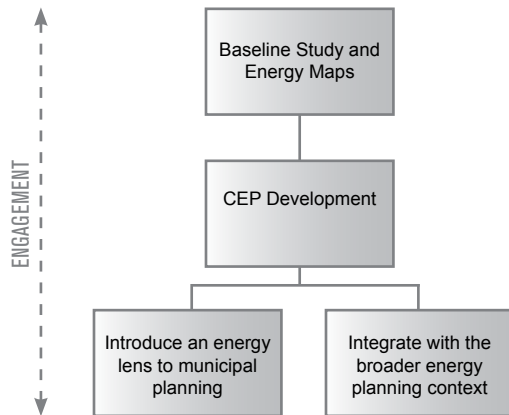 Baseline Study and
Energy Maps
ENGAGEMENT
CEP Development
Introduce an energy
lens to municipal
planning
Integrate with the
broader energy
planning context